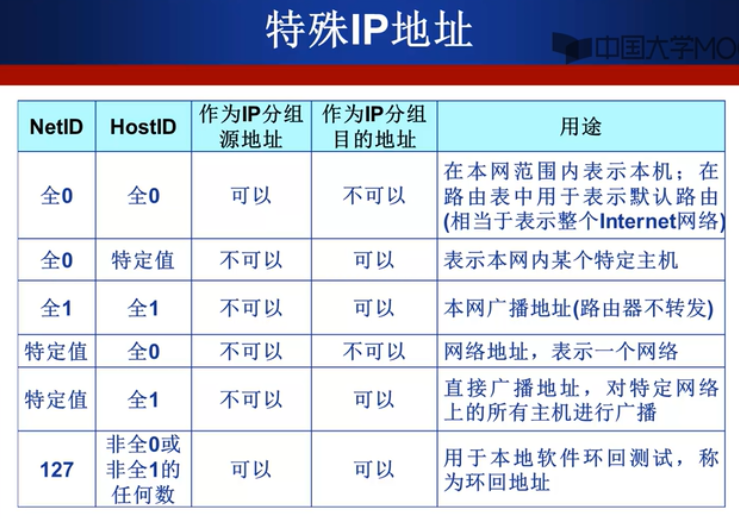 特殊IP地址
中国大学MO
NetID
HostID
作为IP分组
源地址
作为IP分组
目的地址
用途
全0
全0
可以
不可以
在本网范围内表示本机；在
路由表中用于表示默认路由
(相当于表示整个Internet网络)
全0
特定值
不可以
可以
表示本网内某个特定主机
全1
全1
不可以
可以
本网广播地址(路由器不转发)
特定值
全0
不可以
不可以
网络地址，表示一个网络
特定值
全1
不可以
可以
直接广播地址，对特定网络
上的所有主机进行广播
127
非全0或
非全1的
任何数
可以
可以
用于本地软件环回测试，称
为环回地址